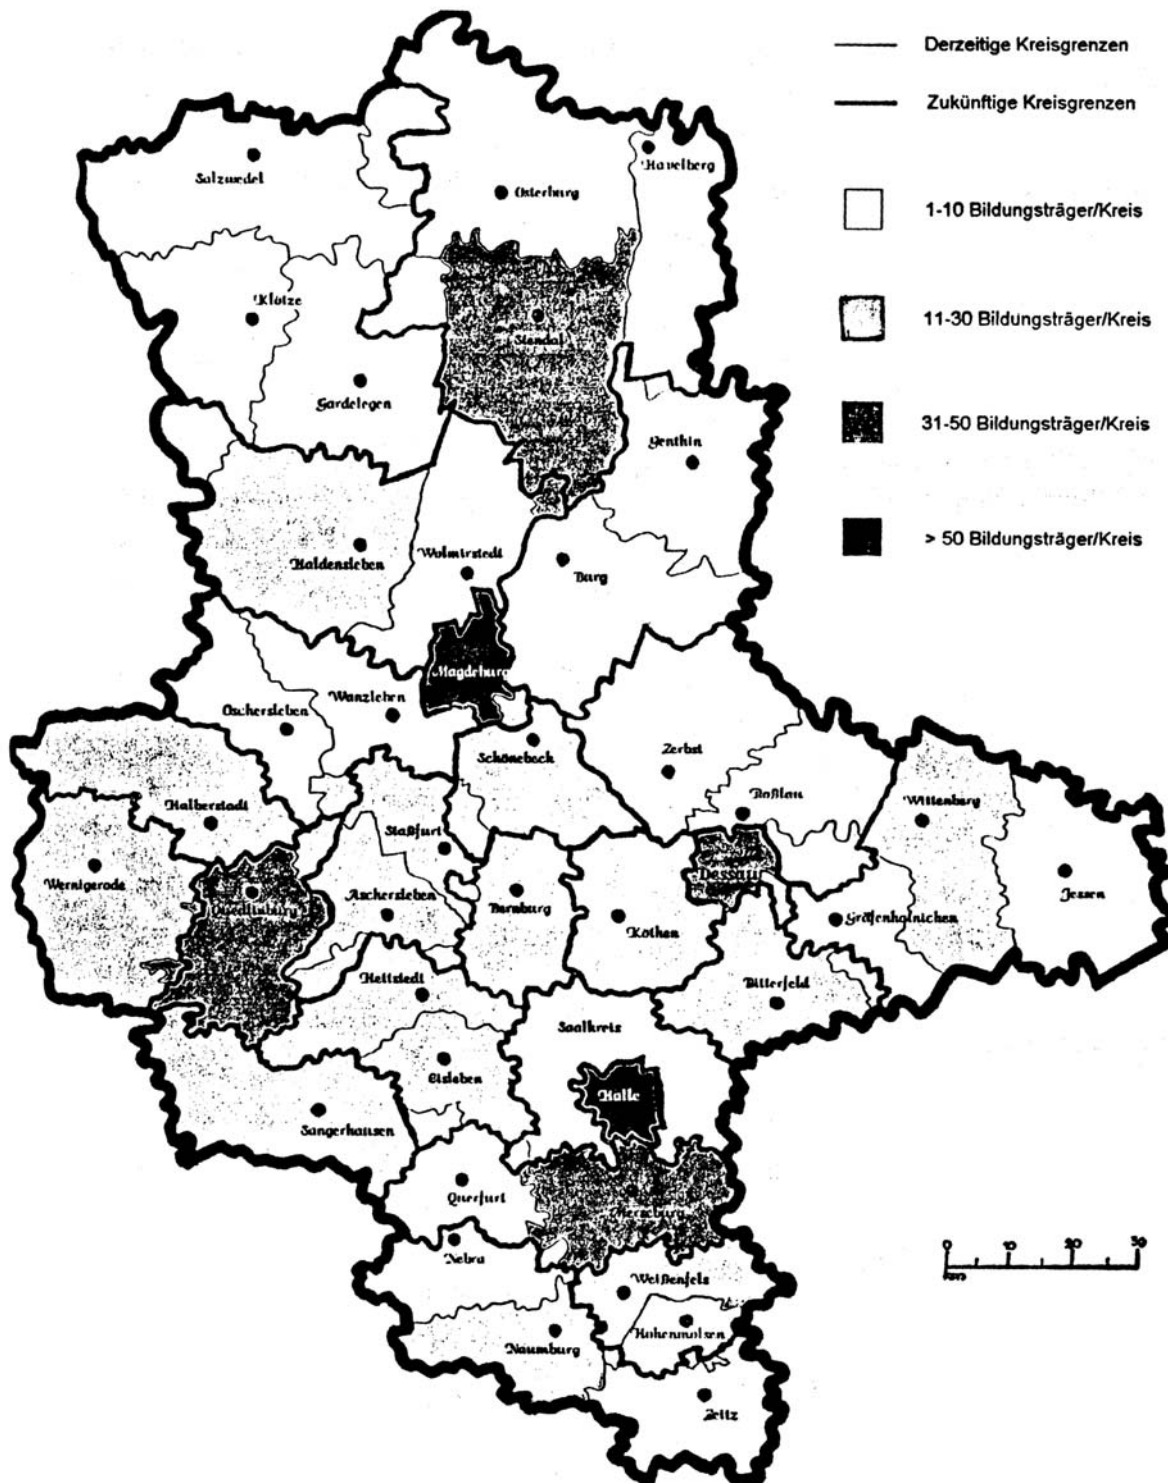 Derzeitige Kreisgrenzen
Zukünftige Kreisgrenzen
1-10 Bildungsträger/Kreis
11-30 Bildungsträger/Kreis
31-50 Bildungsträger/Kreis
> 50 Bildungsträger/Kreis
Salzwedel
Osterburg
Havelberg
Klötze
Stendal
Gardelegen
Genthin
Haldensleben
Wolmirstedt
Burg
Magdeburg
Oschersleben
Wanzleben
Schönebeck
Zerbst
Roßlau
Wittenburg
Halberstadt
Staßfurt
Wernigerode
Quedlinburg
Aschersleben
Bernburg
Köthen
Dessau
Gräfenhainichen
Jessen
Hettstedt
Bitterfeld
Saalkreis
Eisleben
Halle
Sangerhausen
Querfurt
Merseburg
Nebra
Weißenfels
Naumburg
Hohenmölsen
Zeitz
0 10 20 30